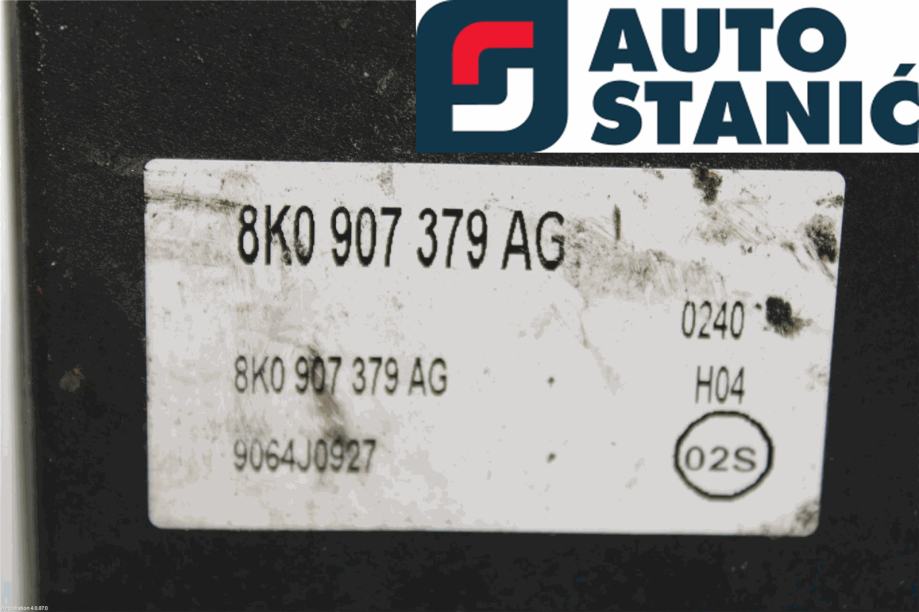 AUTO
STANIĆ
8K0 907 379 AG
0240
8K0 907 379 AG
H04
9064J0927
02S